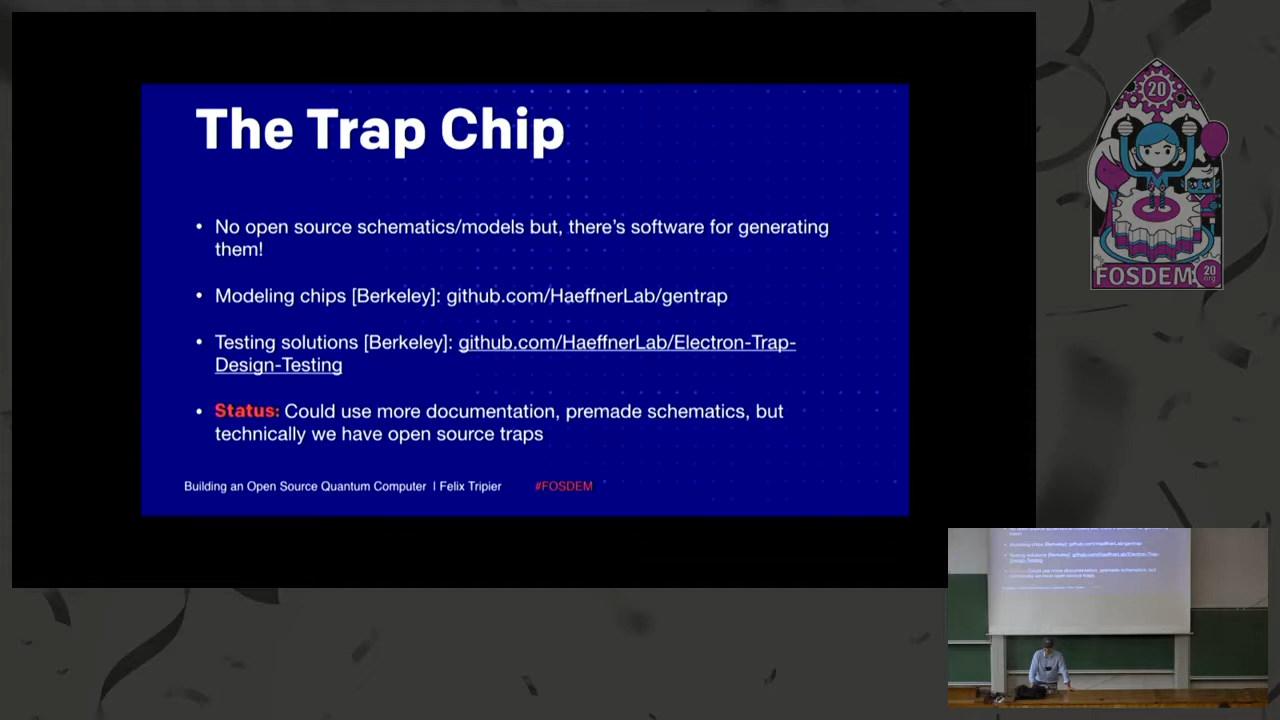 The Trap Chip
• No open source schematics/models but, there's software for generating
them!
• Modeling chips [Berkeley]: github.com/HaeffnerLab/gentrap
• Testing solutions [Berkeley]: github.com/HaeffnerLab/Electron-Trap-
Design-Testing
• Status: Could use more documentation, premade schematics, but
technically we have open source traps
Building an Open Source Quantum Computer | Felix Tripier #FOSDEM
20
FOSDEM 20
.org